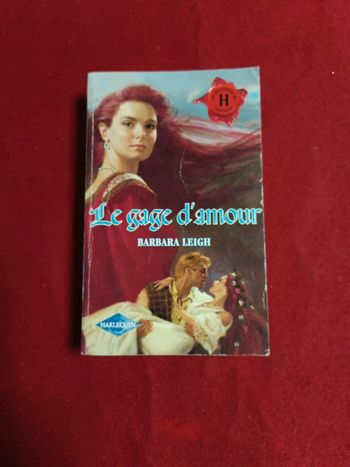 H
Le gage d'amour
BARBARA LEIGH
HARLEQUIN